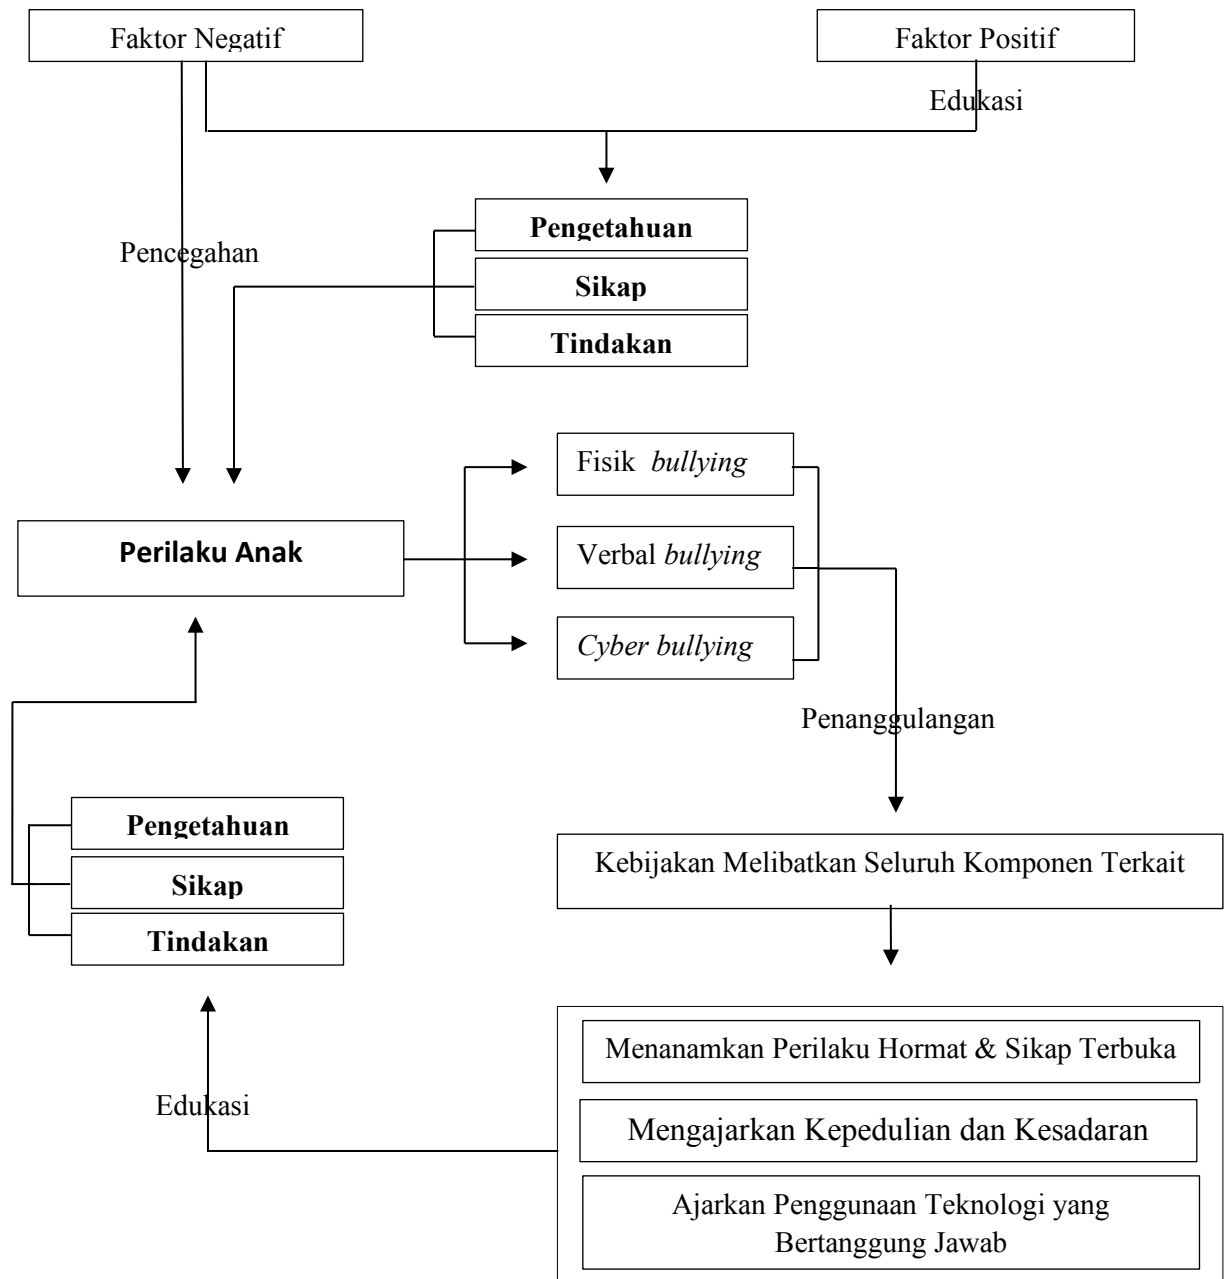 Faktor Negatif
Faktor Positif
Edukasi
Pengetahuan
Pencegahan
Sikap
Tindakan
Fisik bullying
Perilaku Anak
Verbal bullying
Cyber bullying
Penanggulangan
Pengetahuan
Kebijakan Melibatkan Seluruh Komponen Terkait
Sikap
Tindakan
Menanamkan Perilaku Hormat & Sikap Terbuka
Edukasi
Mengajarkan Kepedulian dan Kesadaran
Ajarkan Penggunaan Teknologi yang
Bertanggung Jawab